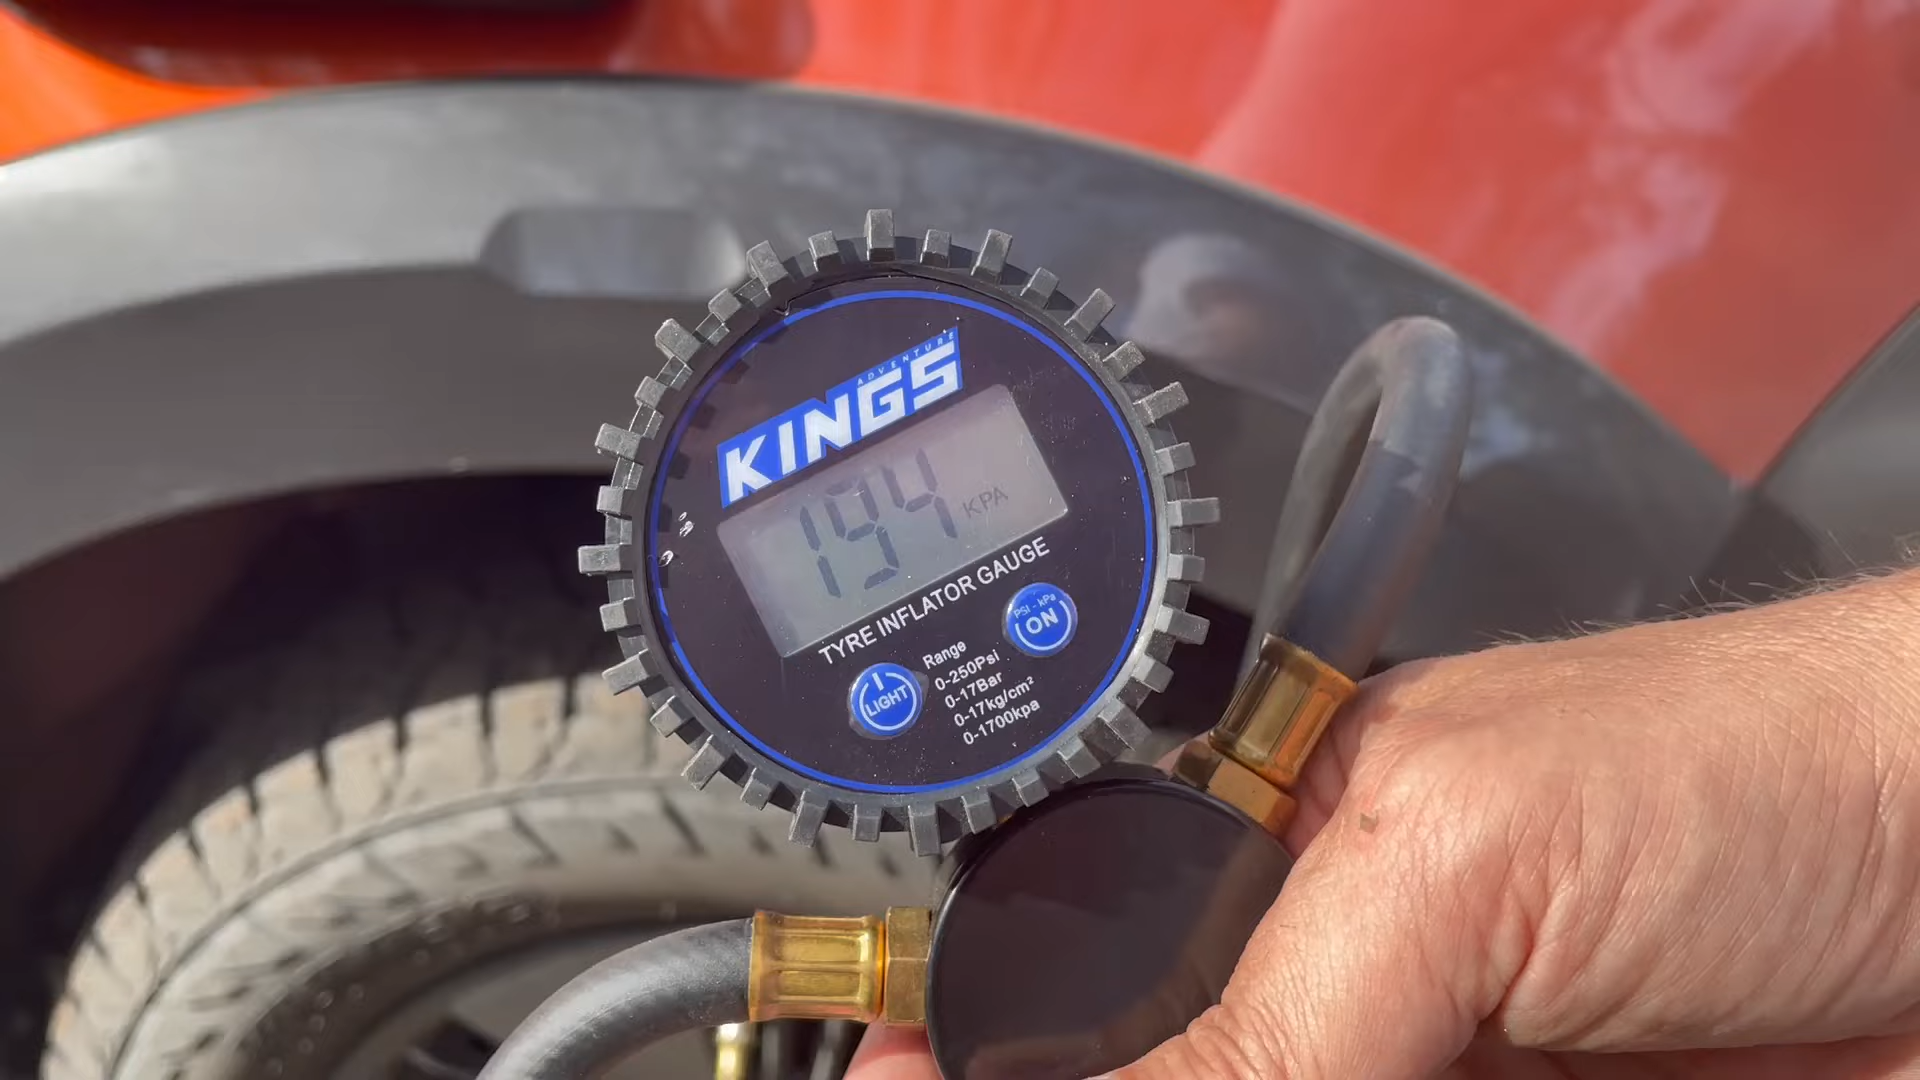 ADVENTURE
KINGS
194 KPA
TYRE INFLATOR GAUGE
PSI - kPa
ON
LIGHT
Range
0-250Psi
0-17Bar
0-17kg/cm²
0-1700kpa